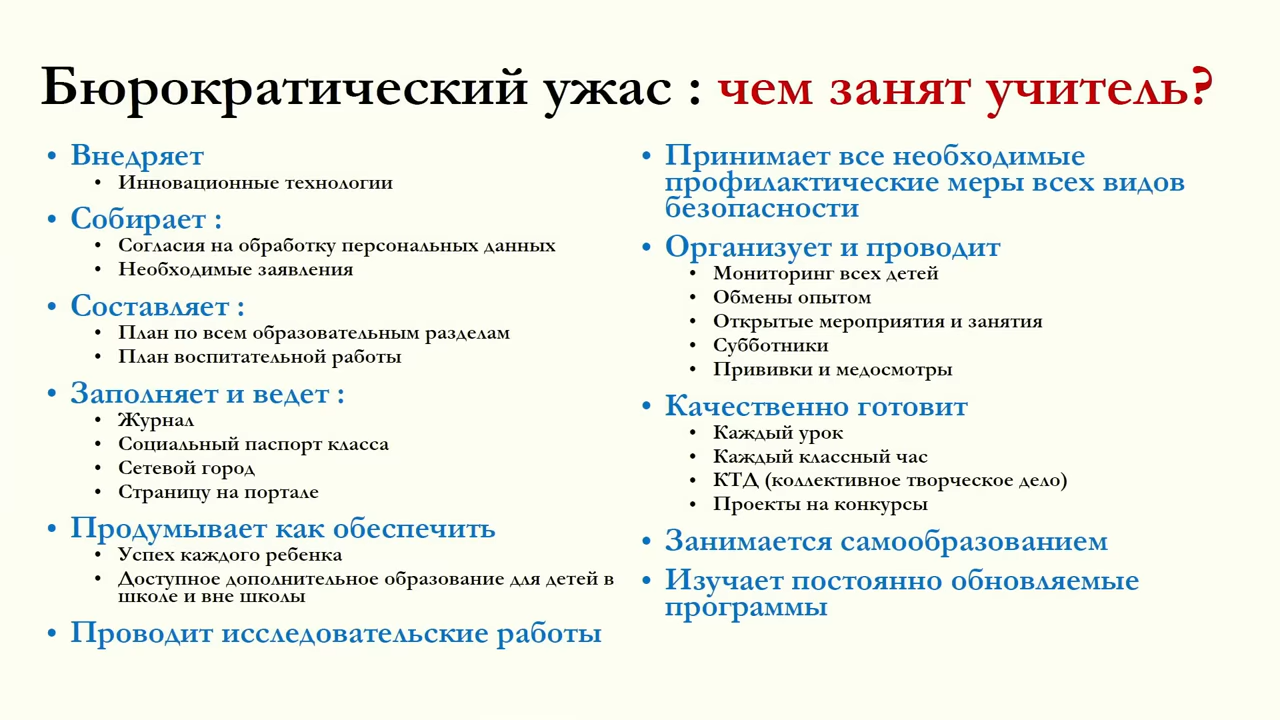 Бюрократический ужас : чем занят учитель?
• Внедряет
• Инновационные технологии
• Собирает :
• Согласия на обработку персональных данных
• Необходимые заявления
• Составляет :
• План по всем образовательным разделам
• План воспитательной работы
• Заполняет и ведет :
• Журнал
• Социальный паспорт класса
• Сетевой город
• Страницу на портале
• Продумывает как обеспечить
• Успех каждого ребенка
• Доступное дополнительное образование для детей в
школе и вне школы
• Проводит исследовательские работы
• Принимает все необходимые
профилактические меры всех видов
безопасности
• Организует и проводит
• Мониторинг всех детей
• Обмены опытом
• Открытые мероприятия и занятия
• Субботники
• Прививки и медосмотры
• Качественно готовит
• Каждый урок
• Каждый классный час
• КТД (коллективное творческое дело)
• Проекты на конкурсы
• Занимается самообразованием
• Изучает постоянно обновляемые
программы